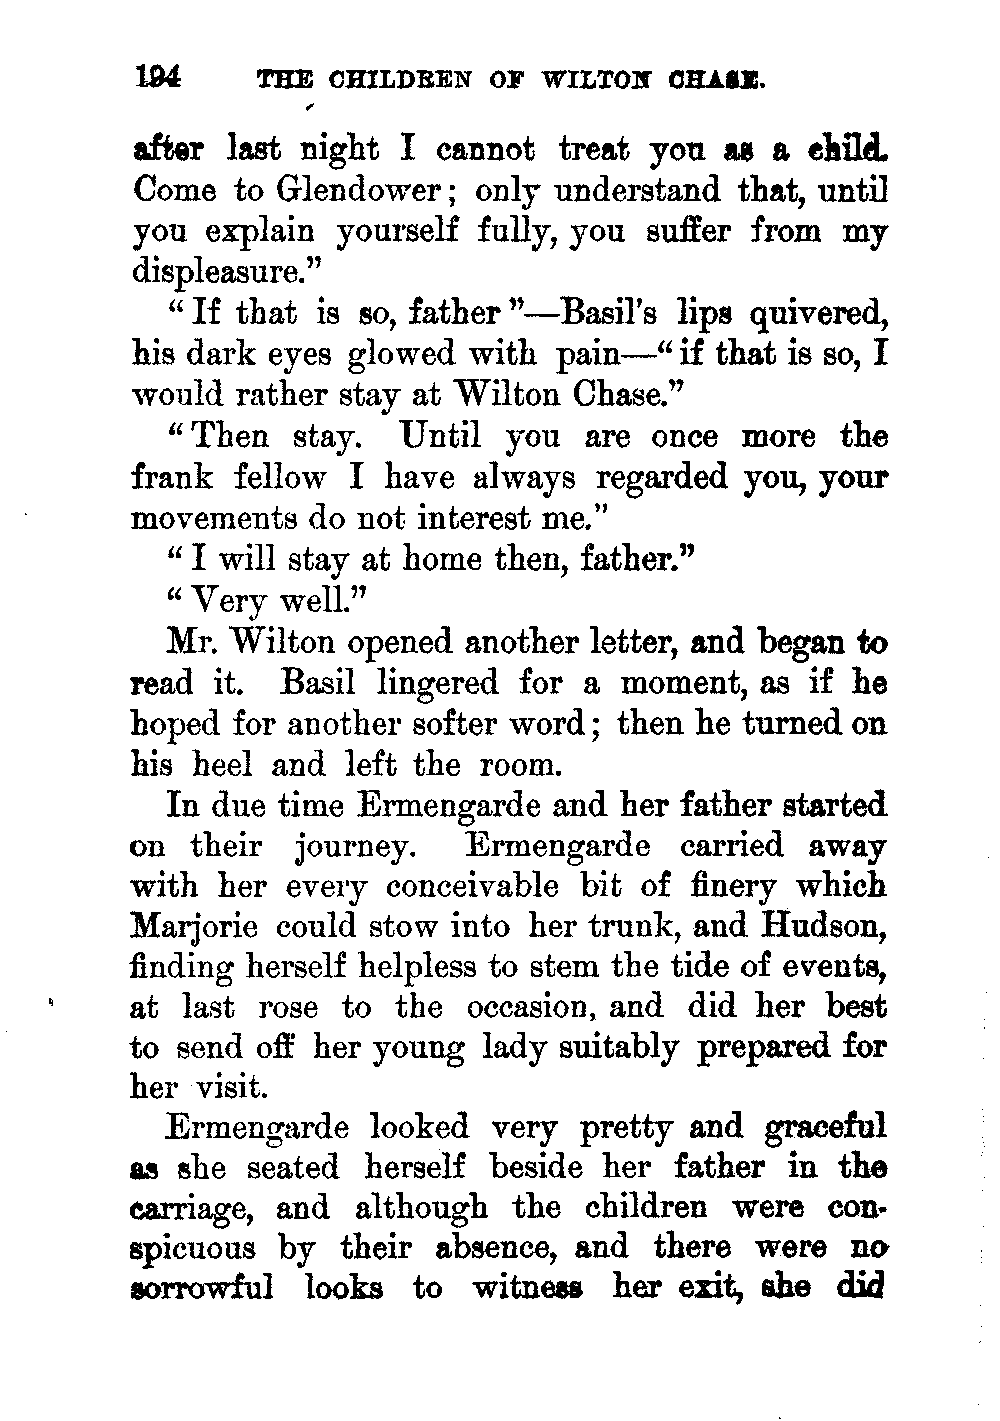 194 THE CHILDREN OF WILTON CHASE.
after last night I cannot treat you as a child.
Come to Glendower; only understand that, until
you explain yourself fully, you suffer from my
displeasure.”
“If that is so, father”—Basil's lips quivered,
his dark eyes glowed with pain—“if that is so, I
would rather stay at Wilton Chase.”
“Then stay. Until you are once more the
frank fellow I have always regarded you, your
movements do not interest me.”
“I will stay at home then, father.”
“Very well.”
Mr. Wilton opened another letter, and began to
read it. Basil lingered for a moment, as if he
hoped for another softer word; then he turned on
his heel and left the room.
In due time Ermengarde and her father started
on their journey. Ermengarde carried away
with her every conceivable bit of finery which
Marjorie could stow into her trunk, and Hudson,
finding herself helpless to stem the tide of events,
at last rose to the occasion, and did her best
to send off her young lady suitably prepared for
her visit.
Ermengarde looked very pretty and graceful
as she seated herself beside her father in the
carriage, and although the children were con-
spicuous by their absence, and there were no
sorrowful looks to witness her exit, she did